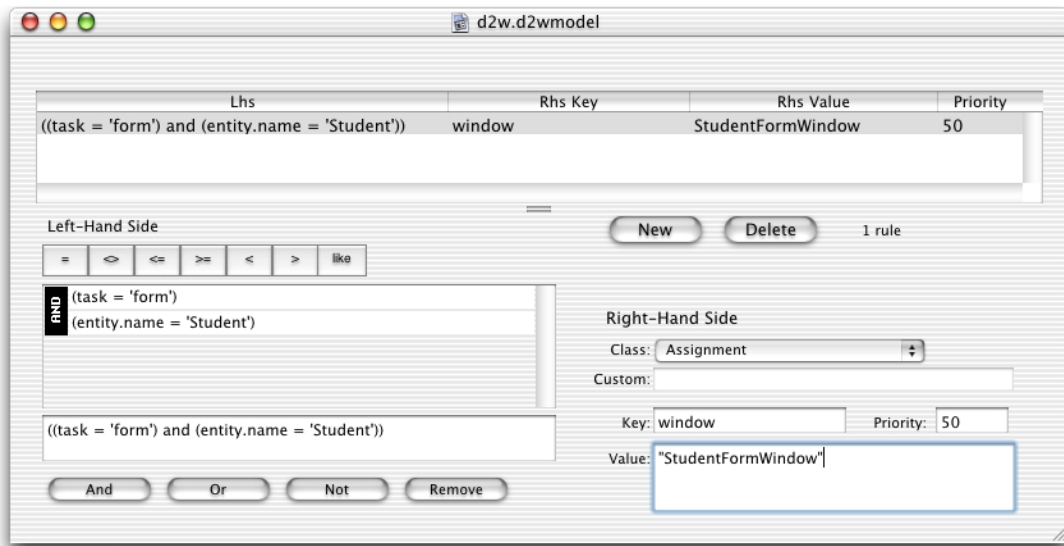 d2w.d2wmodel
Lhs Rhs Key Rhs Value Priority
((task = 'form') and (entity.name = 'Student')) window StudentFormWindow 50
Left-Hand Side
New Delete 1 rule
= <> <= >= < > like
AND
(task = 'form')
(entity.name = 'Student')
Right-Hand Side
Class: Assignment
Custom:
Key: window Priority: 50
((task = 'form') and (entity.name = 'Student'))
Value: "StudentFormWindow"
And Or Not Remove